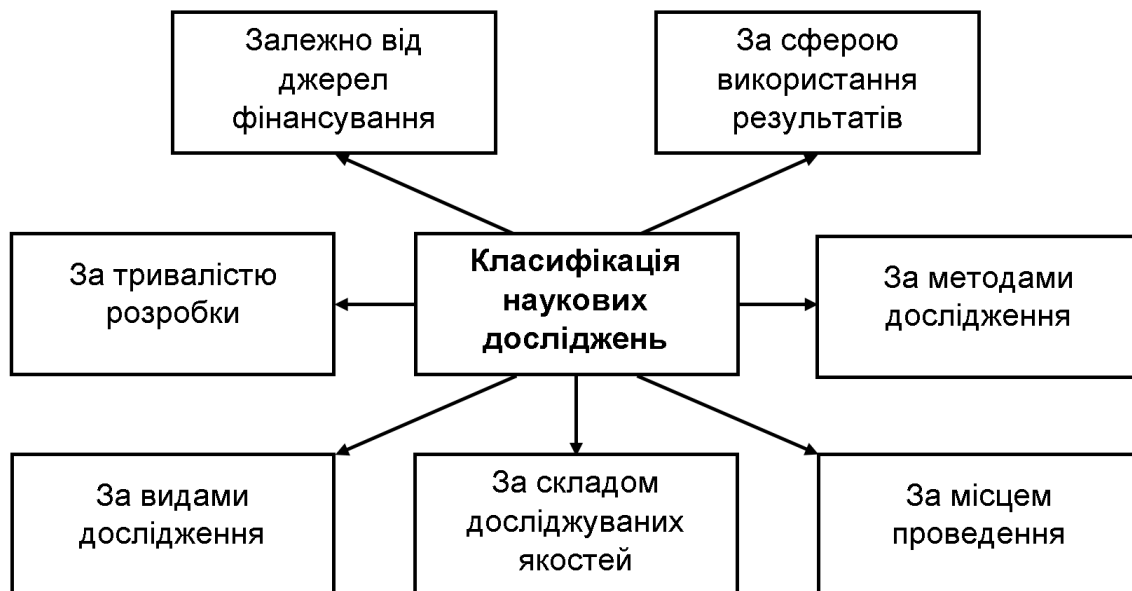 Залежно від
джерел
фінансування
За сферою
використання
результатів
За тривалістю
розробки
Класифікація
наукових
досліджень
За методами
дослідження
За видами
дослідження
За складом
досліджуваних
якостей
За місцем
проведення